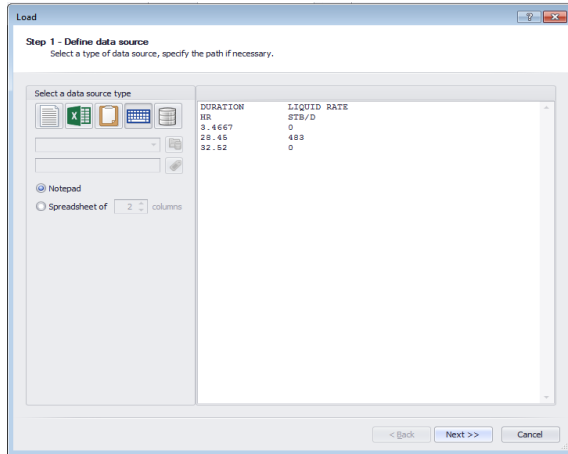 Load
Step 1 - Define data source
Select a type of data source, specify the path if necessary.
Select a data source type
DURATION LIQUID RATE
HR STB/D
3.4667 0
28.45 483
32.52 0
Notepad
Spreadsheet of 2 columns
< Back Next >> Cancel